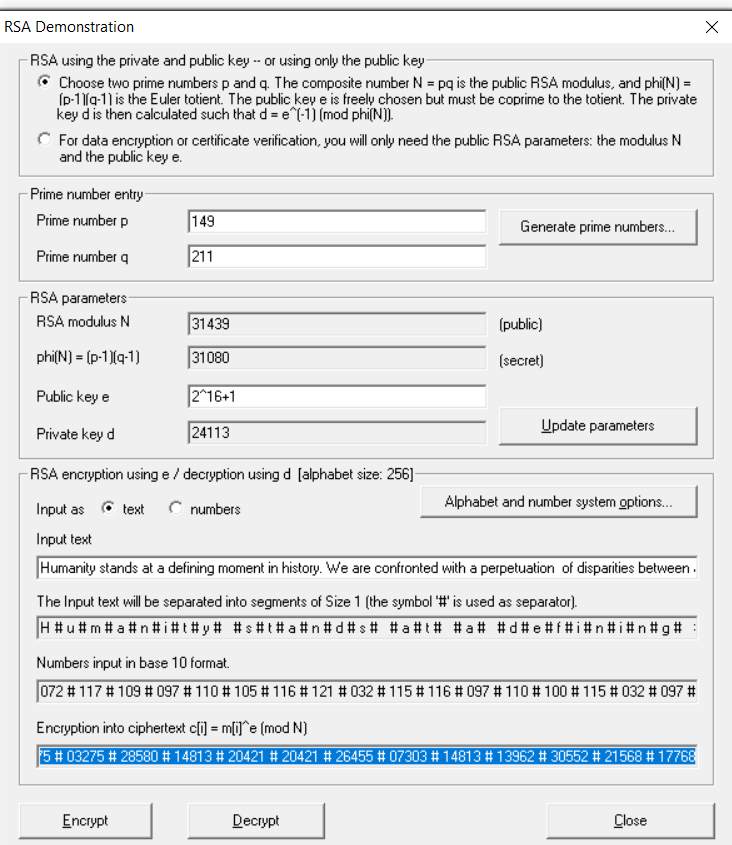 RSA Demonstration
RSA using the private and public key -- or using only the public key
Choose two prime numbers p and q. The composite number N = pq is the public RSA modulus, and phi(N) =
(p-1)(q-1) is the Euler totient. The public key e is freely chosen but must be coprime to the totient. The private
key d is then calculated such that d = e^(-1) (mod phi(N)).
For data encryption or certificate verification, you will only need the public RSA parameters: the modulus N
and the public key e.
Prime number entry
Prime number p 149 Generate prime numbers...
Prime number q 211
RSA parameters
RSA modulus N 31439 (public)
phi(N) = (p-1)(q-1) 31080 (secret)
Public key e 2^16+1
Private key d 24113 Update parameters
RSA encryption using e / decryption using d [alphabet size: 256]
Input as text numbers Alphabet and number system options...
Input text
Humanity stands at a defining moment in history. We are confronted with a perpetuation of disparities between
The Input text will be separated into segments of Size 1 (the symbol '#' is used as separator).
H # u # m # a # n # i # t # y # # s # t # a # n # d # s # # a # t # # a # # d # e # f # i # n # i # n # g #
Numbers input in base 10 format.
072 # 117 # 109 # 097 # 110 # 105 # 116 # 121 # 032 # 115 # 116 # 097 # 110 # 100 # 115 # 032 # 097 #
Encryption into ciphertext c[i] = m[i]^e (mod N)
75 # 03275 # 28580 # 14813 # 20421 # 20421 # 26455 # 07303 # 14813 # 13962 # 30552 # 21568 # 17768
Encrypt Decrypt Close